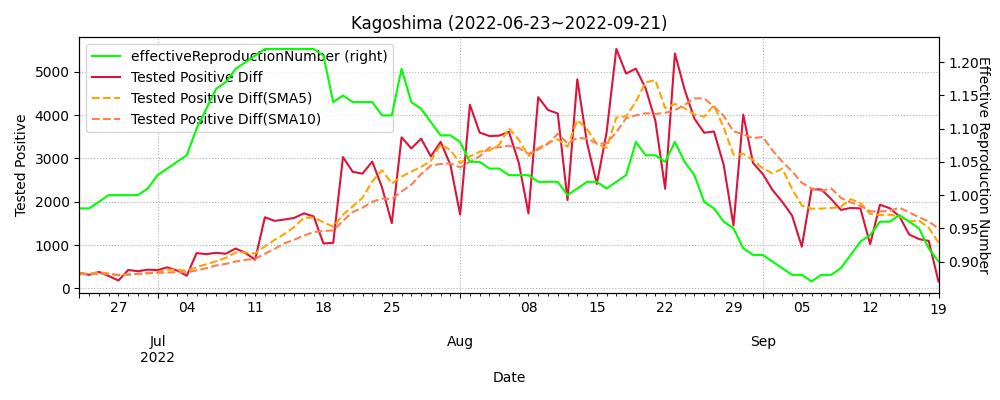 Kagoshima (2022-06-23~2022-09-21)
effectiveReproductionNumber (right)
Tested Positive Diff
Tested Positive Diff(SMA5)
Tested Positive Diff(SMA10)
Tested Positive
5000
4000
3000
2000
1000
0
1.20
1.15
1.10
1.05
1.00
0.95
0.90
Effective Reproduction Number
27 04 11 18 25 08 15 22 29 05 12 19
Jul Aug Sep
2022
Date